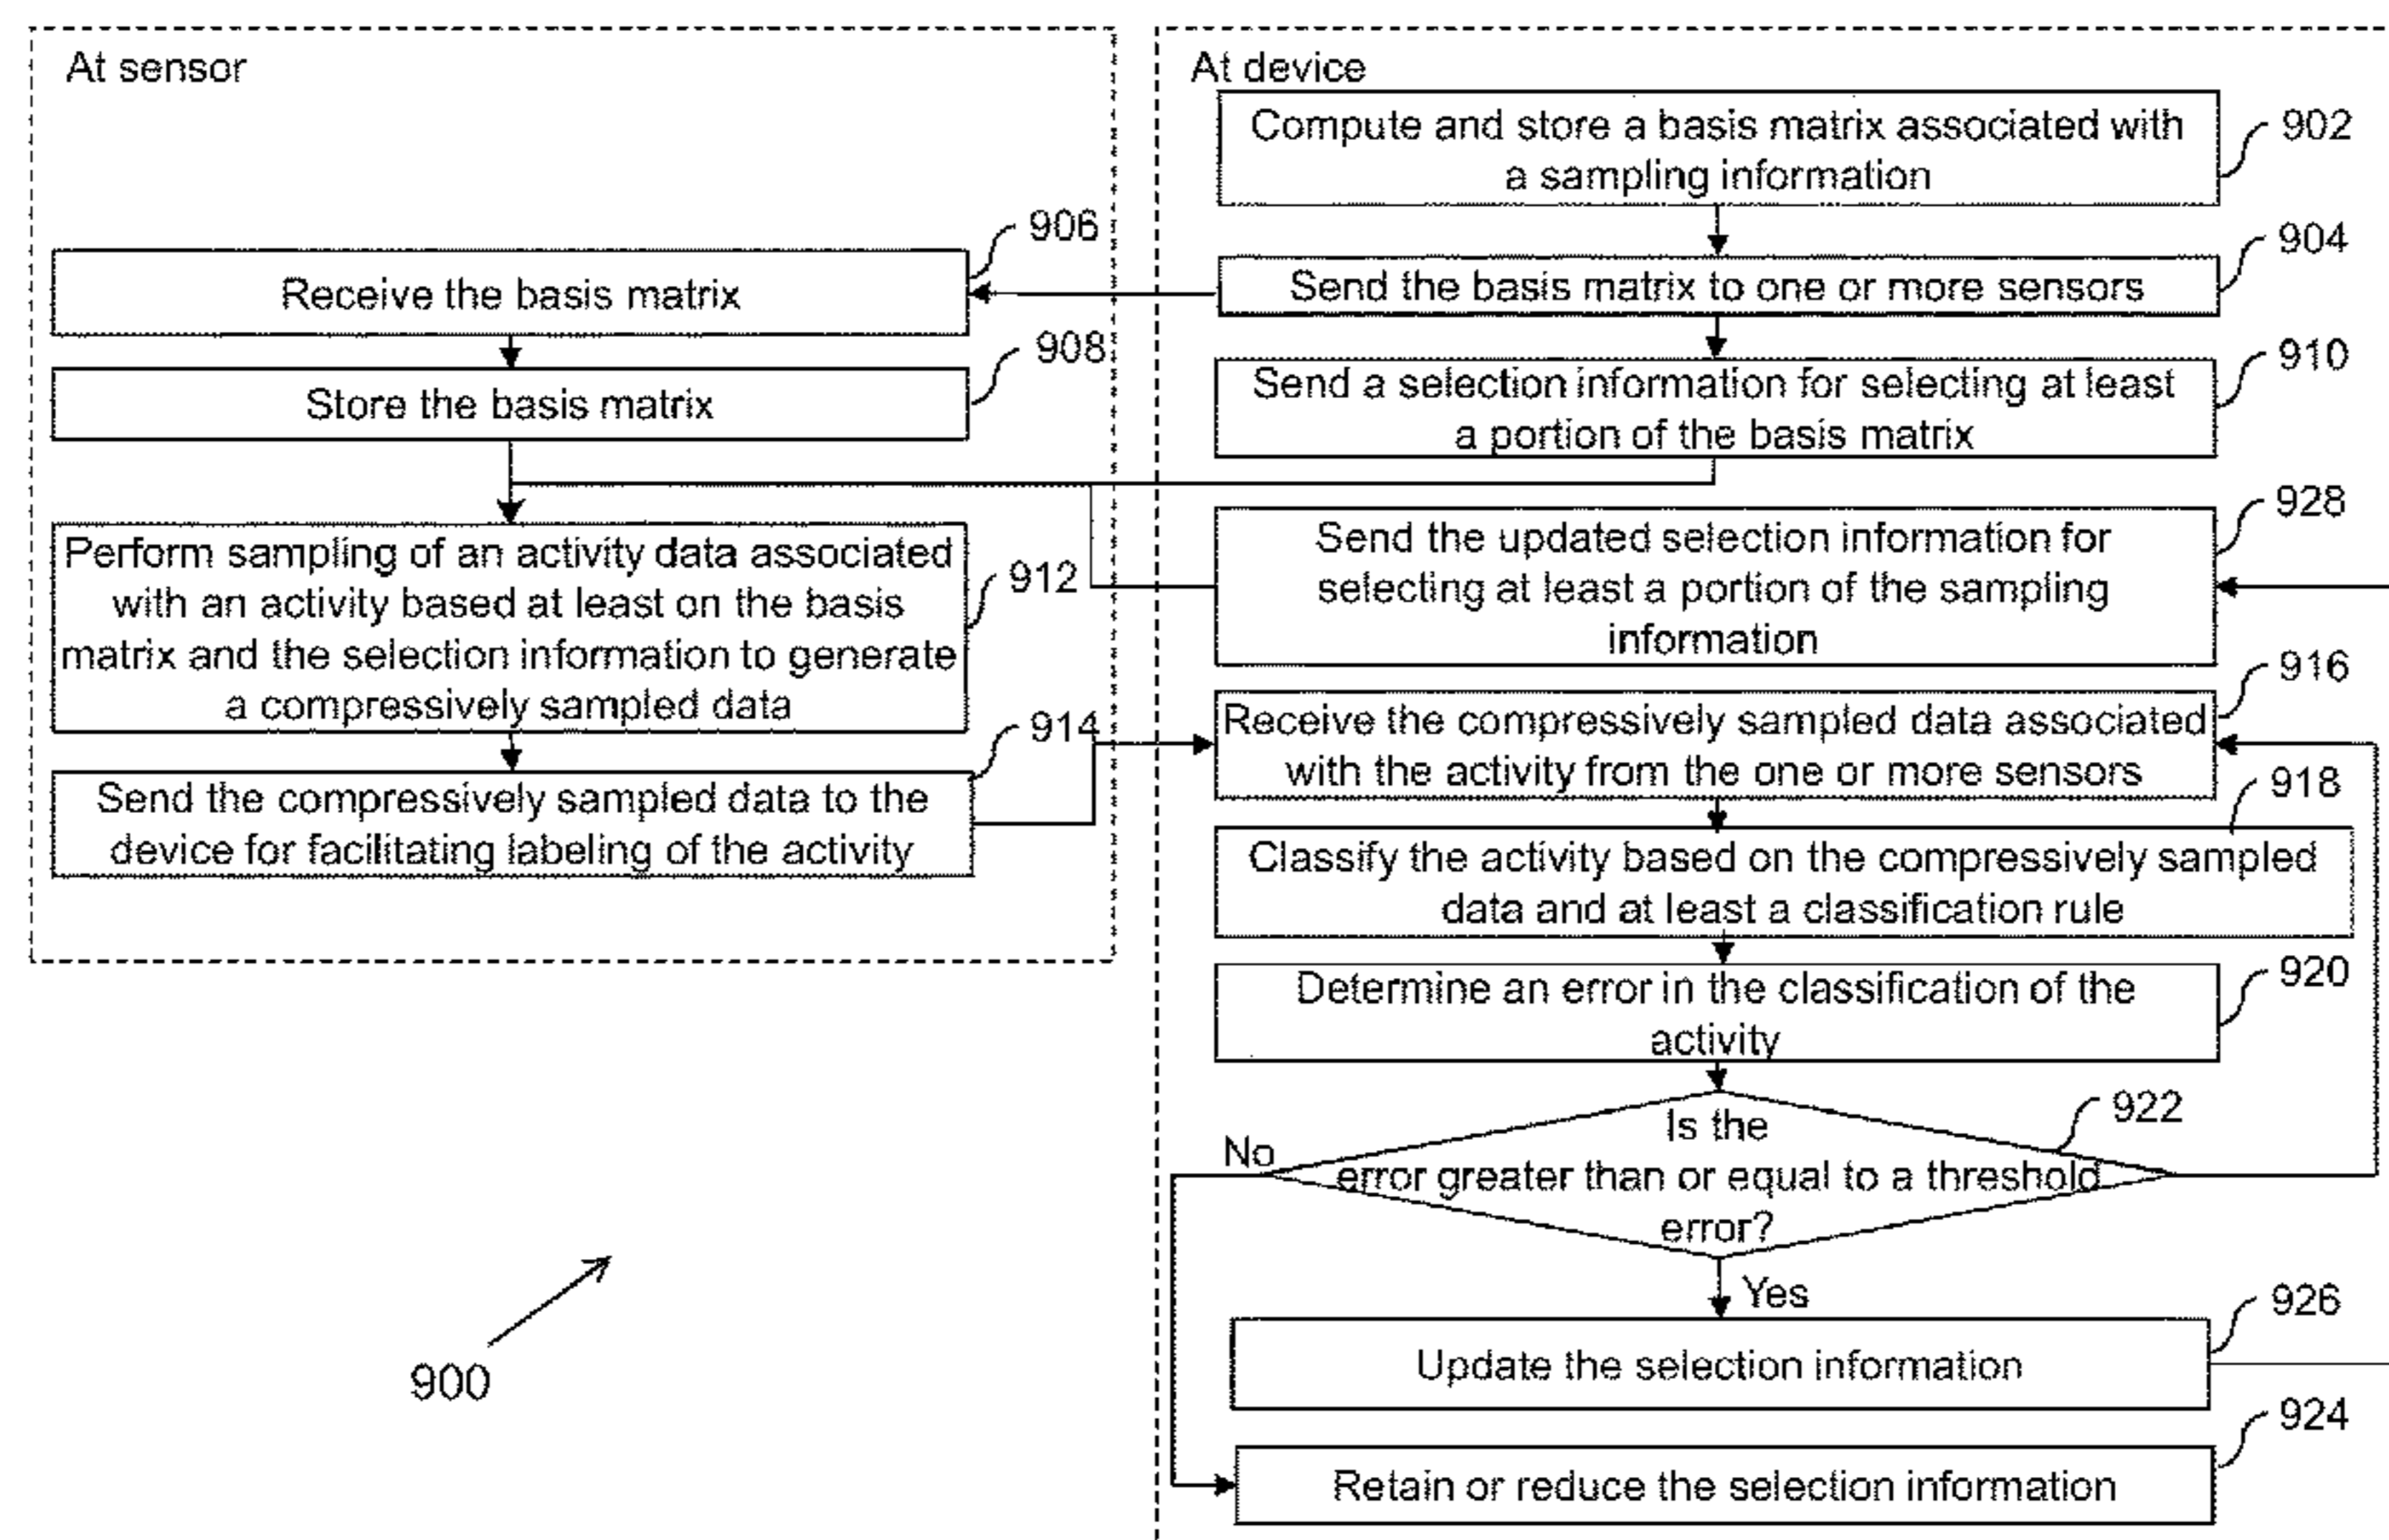 At sensor
906
Receive the basis matrix
908
Store the basis matrix
Perform sampling of an activity data associated
with an activity based at least on the basis
matrix and the selection information to generate
a compressively sampled data
912
914
Send the compressively sampled data to the
device for facilitating labeling of the activity
900
At device
Compute and store a basis matrix associated with
a sampling information
902
904
Send the basis matrix to one or more sensors
910
Send a selection information for selecting at least
a portion of the basis matrix
928
Send the updated selection information for
selecting at least a portion of the sampling
information
916
Receive the compressively sampled data associated
with the activity from the one or more sensors
918
Classify the activity based on the compressively sampled
data and at least a classification rule
920
Determine an error in the classification of the
activity
922
Is the
error greater than or equal to a threshold
error?
No
Yes
926
Update the selection information
924
Retain or reduce the selection information